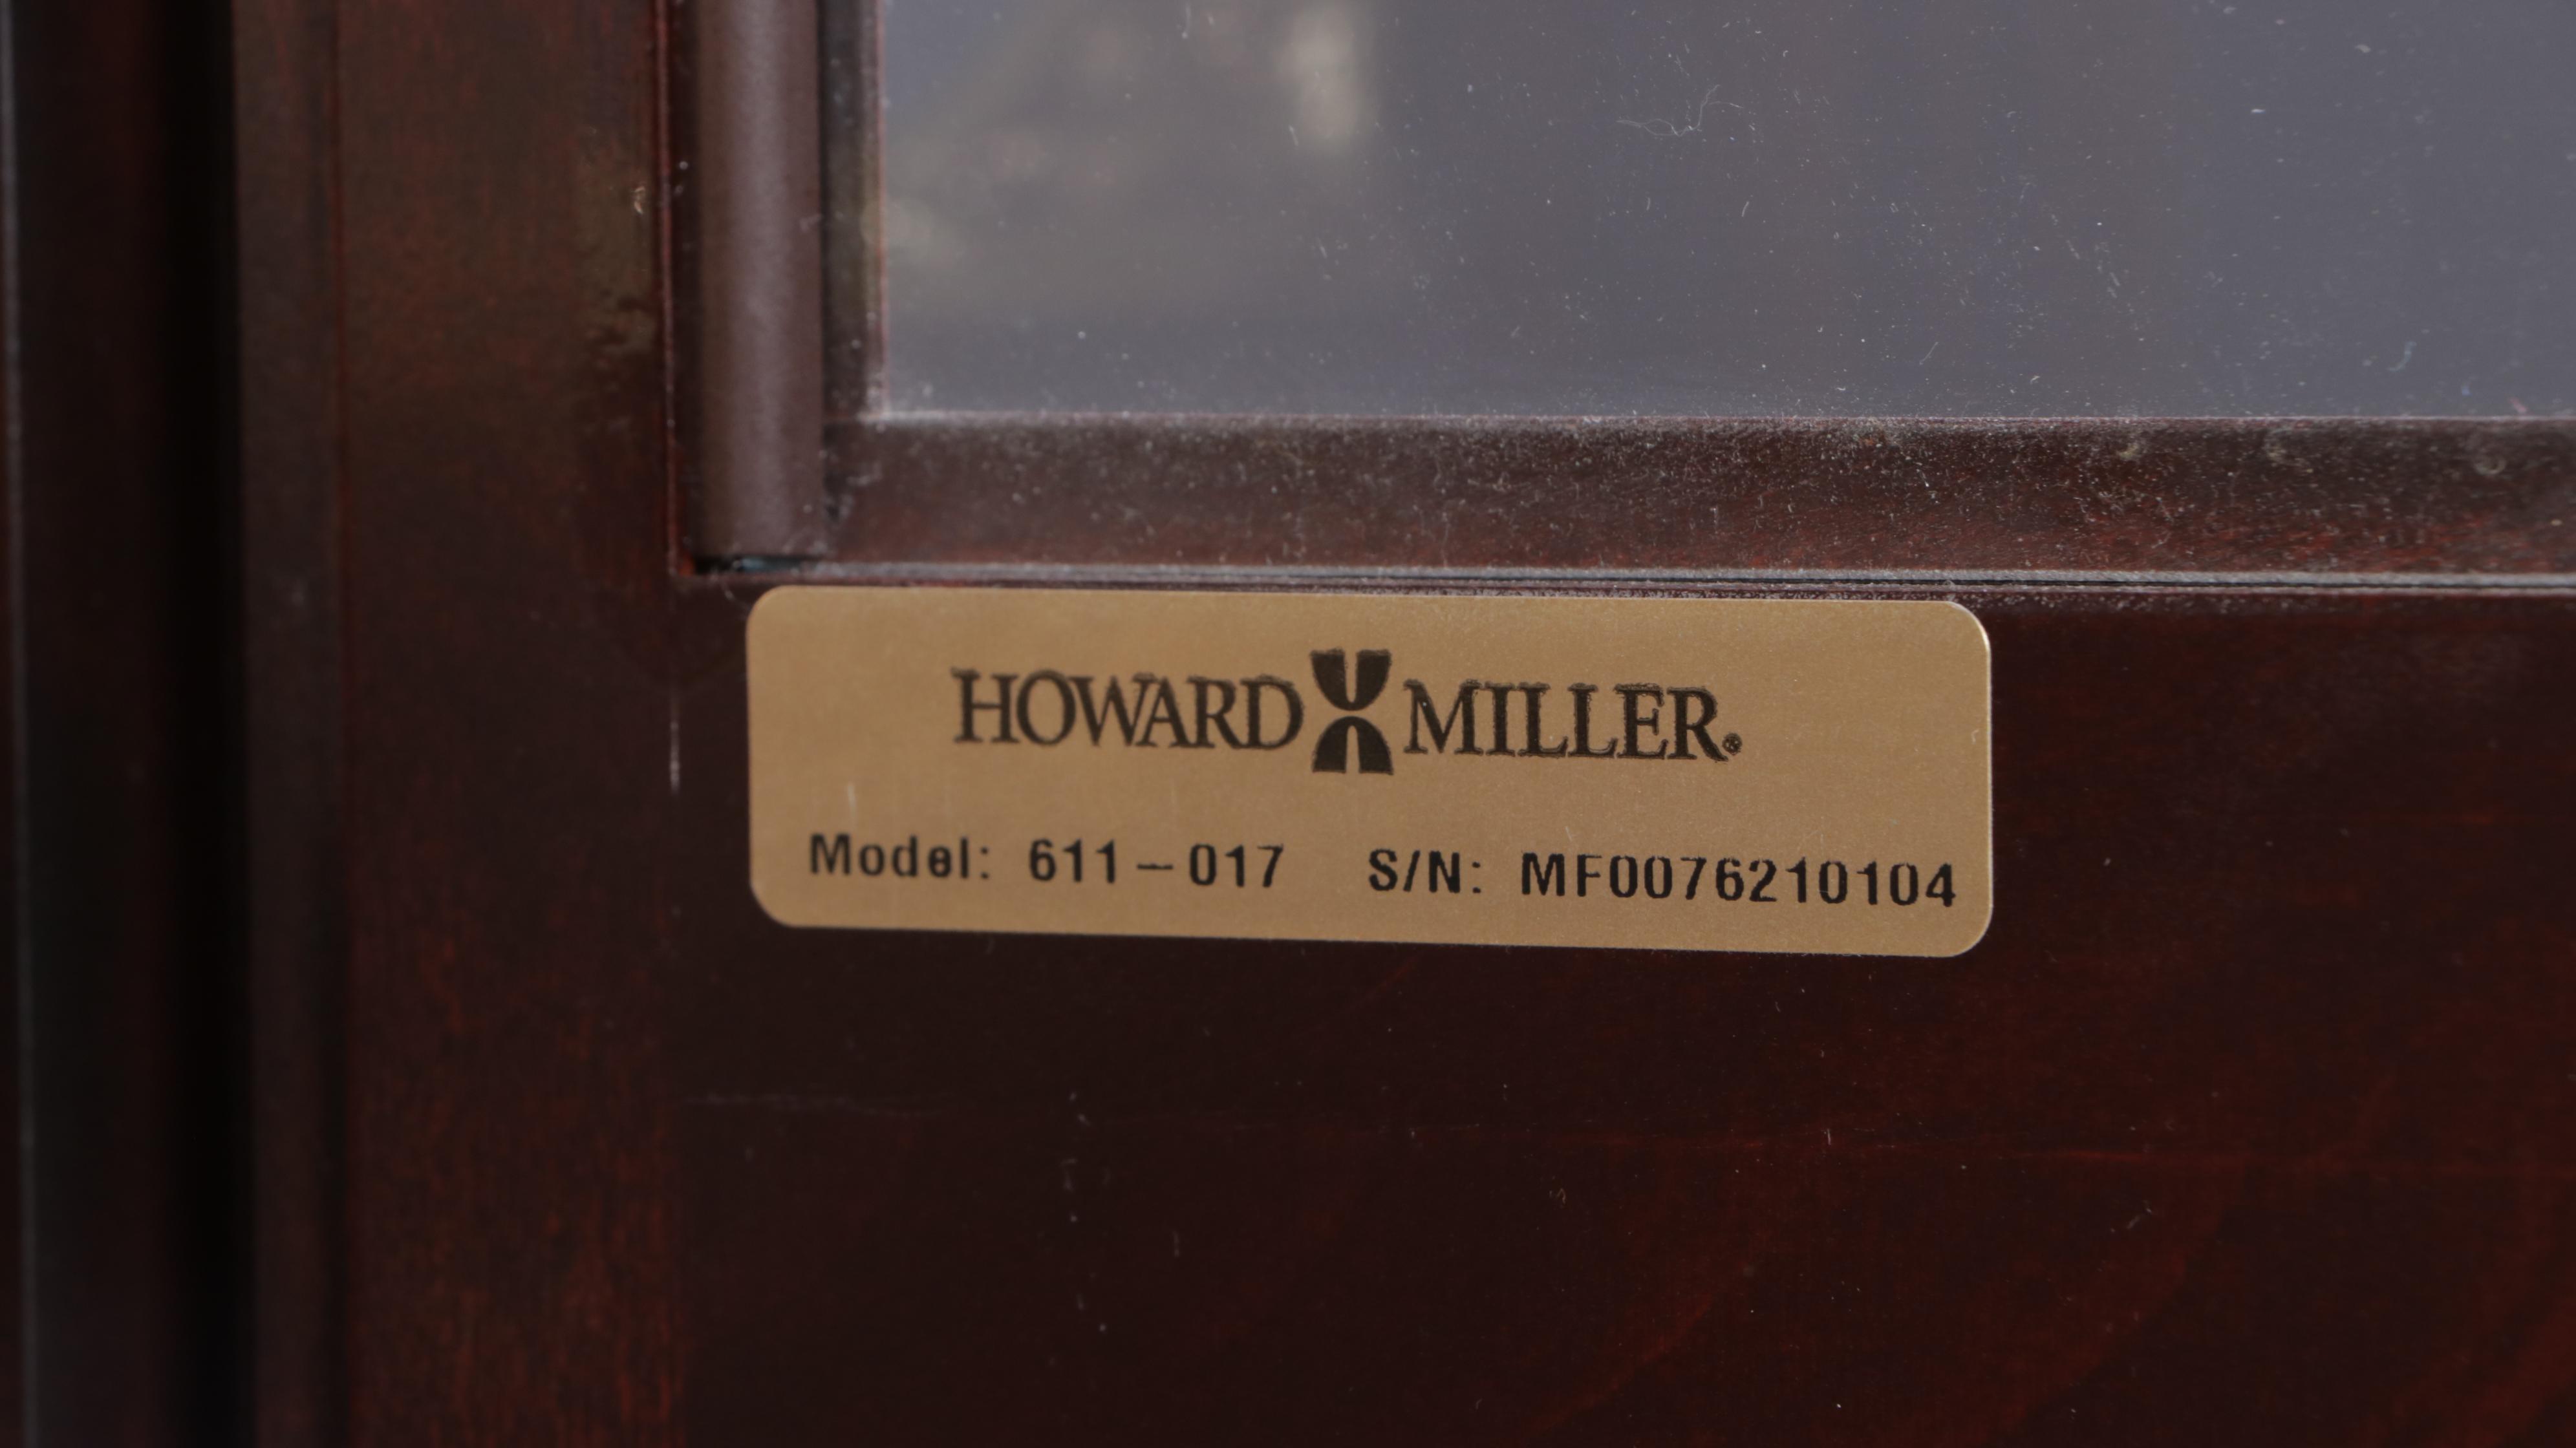 HOWARD MILLER®
Model: 611-017 S/N: MF0076210104